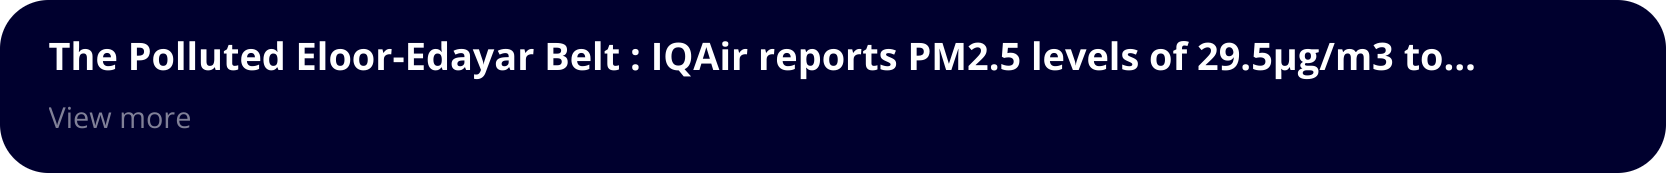 The Polluted Eloor-Edayar Belt : IQAir reports PM2.5 levels of 29.5µg/m3 to...
View more